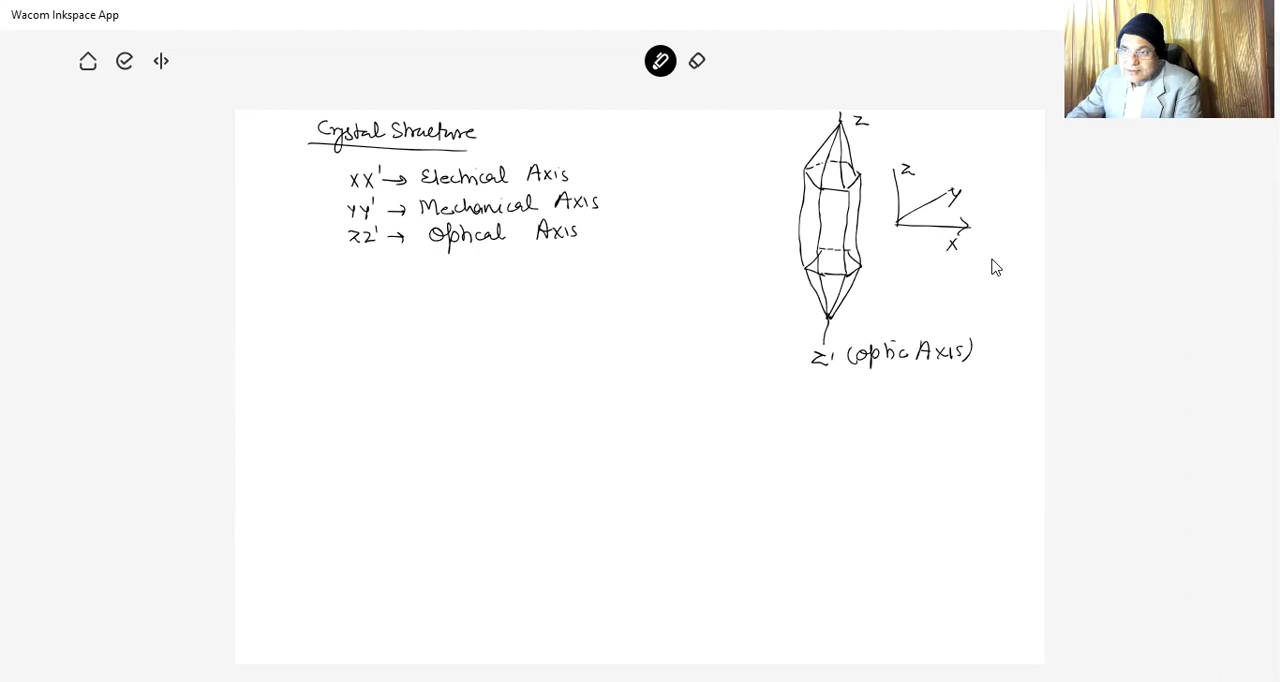 Wacom Inkspace App
Crystal Structure
XX' → Electrical Axis
YY' → Mechanical Axis
ZZ' → Optical Axis
Z
Z
Y
X
Z' (optic Axis)